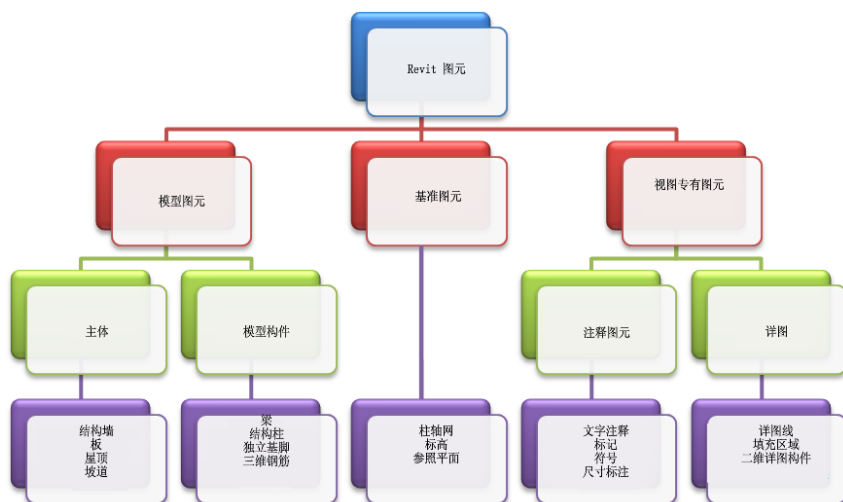 Revit 图元
模型图元
基准图元
视图专有图元
主体
模型构件
注释图元
详图
结构墙
板
屋顶
坡道
梁
结构柱
独立基脚
三维钢筋
柱轴网
标高
参照平面
文字注释
标记
符号
尺寸标注
详图线
填充区域
二维详图构件